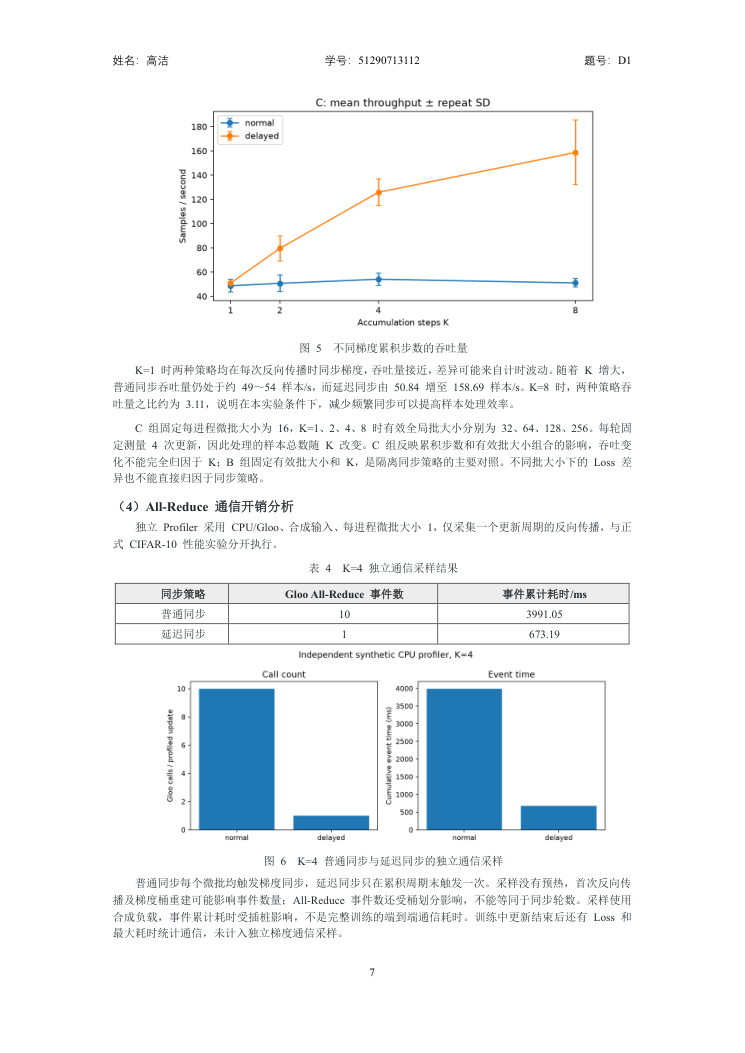 姓名：高洁 学号：51290713112 题号：D1
C: mean throughput ± repeat SD
normal
delayed
180
160
140
120
100
80
60
40
Samples / second
1 2 4 8
Accumulation steps K
图 5 不同梯度累积步数的吞吐量
K=1 时两种策略均在每次反向传播时同步梯度，吞吐量接近，差异可能来自计时波动。随着 K 增大，
普通同步吞吐量仍处于约 49～54 样本/s，而延迟同步由 50.84 增至 158.69 样本/s。K=8 时，两种策略吞
吐量之比约为 3.11，说明在本实验条件下，减少频繁同步可以提高样本处理效率。
C 组固定每进程微批大小为 16，K=1、2、4、8 时有效全局批大小分别为 32、64、128、256。每轮固
定测量 4 次更新，因此处理的样本总数随 K 改变。C 组反映累积步数和有效批大小组合的影响，吞吐变
化不能完全归因于 K；B 组固定有效批大小和 K，是隔离同步策略的主要对照。不同批大小下的 Loss 差
异也不能直接归因于同步策略。
（4）All-Reduce 通信开销分析
独立 Profiler 采用 CPU/Gloo、合成输入、每进程微批大小 1，仅采集一个更新周期的反向传播，与正
式 CIFAR-10 性能实验分开执行。
表 4 K=4 独立通信采样结果
同步策略 Gloo All-Reduce 事件数 事件累计耗时/ms
普通同步 10 3991.05
延迟同步 1 673.19
Independent synthetic CPU profiler, K=4
Call count
10
8
6
4
2
0
Gloo calls / profiled update
normal delayed
Event time
4000
3500
3000
2500
2000
1500
1000
500
0
Cumulative event time (ms)
normal delayed
图 6 K=4 普通同步与延迟同步的独立通信采样
普通同步每个微批均触发梯度同步，延迟同步只在累积周期末触发一次。采样没有预热，首次反向传
播及梯度桶重建可能影响事件数量；All-Reduce 事件数还受桶划分影响，不能等同于同步轮数。采样使用
合成负载，事件累计耗时受插桩影响，不是完整训练的端到端通信耗时。训练中更新结束后还有 Loss 和
最大耗时统计通信，未计入独立梯度通信采样。
7